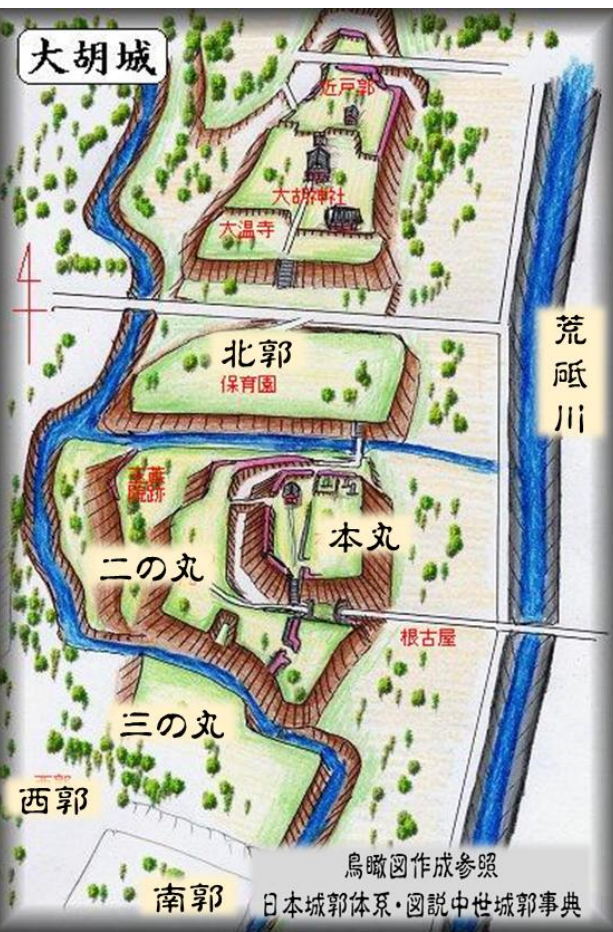 大胡城
近戸郭
大胡神社
大温寺
荒砥川
北郭
保育園
本丸
二の丸
根古屋
三の丸
西郭
南郭
鳥瞰図作成参照
日本城郭体系・図説中世城郭事典